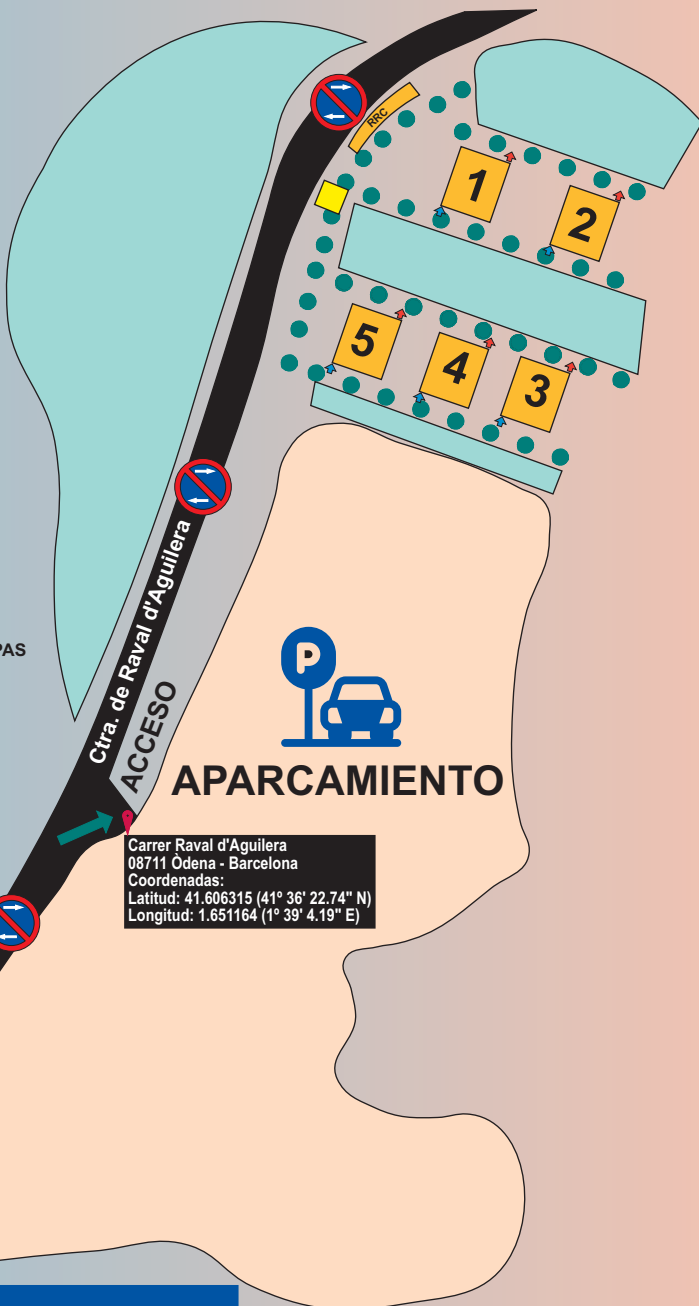 RRC
1
2
5
4
3
PAS
Ctra. de Raval d'Aguilera
ACCESO
P
APARCAMIENTO
Carrer Raval d'Aguilera
08711 Òdena - Barcelona
Coordenadas:
Latitud: 41.606315 (41º 36' 22.74" N)
Longitud: 1.651164 (1º 39' 4.19" E)